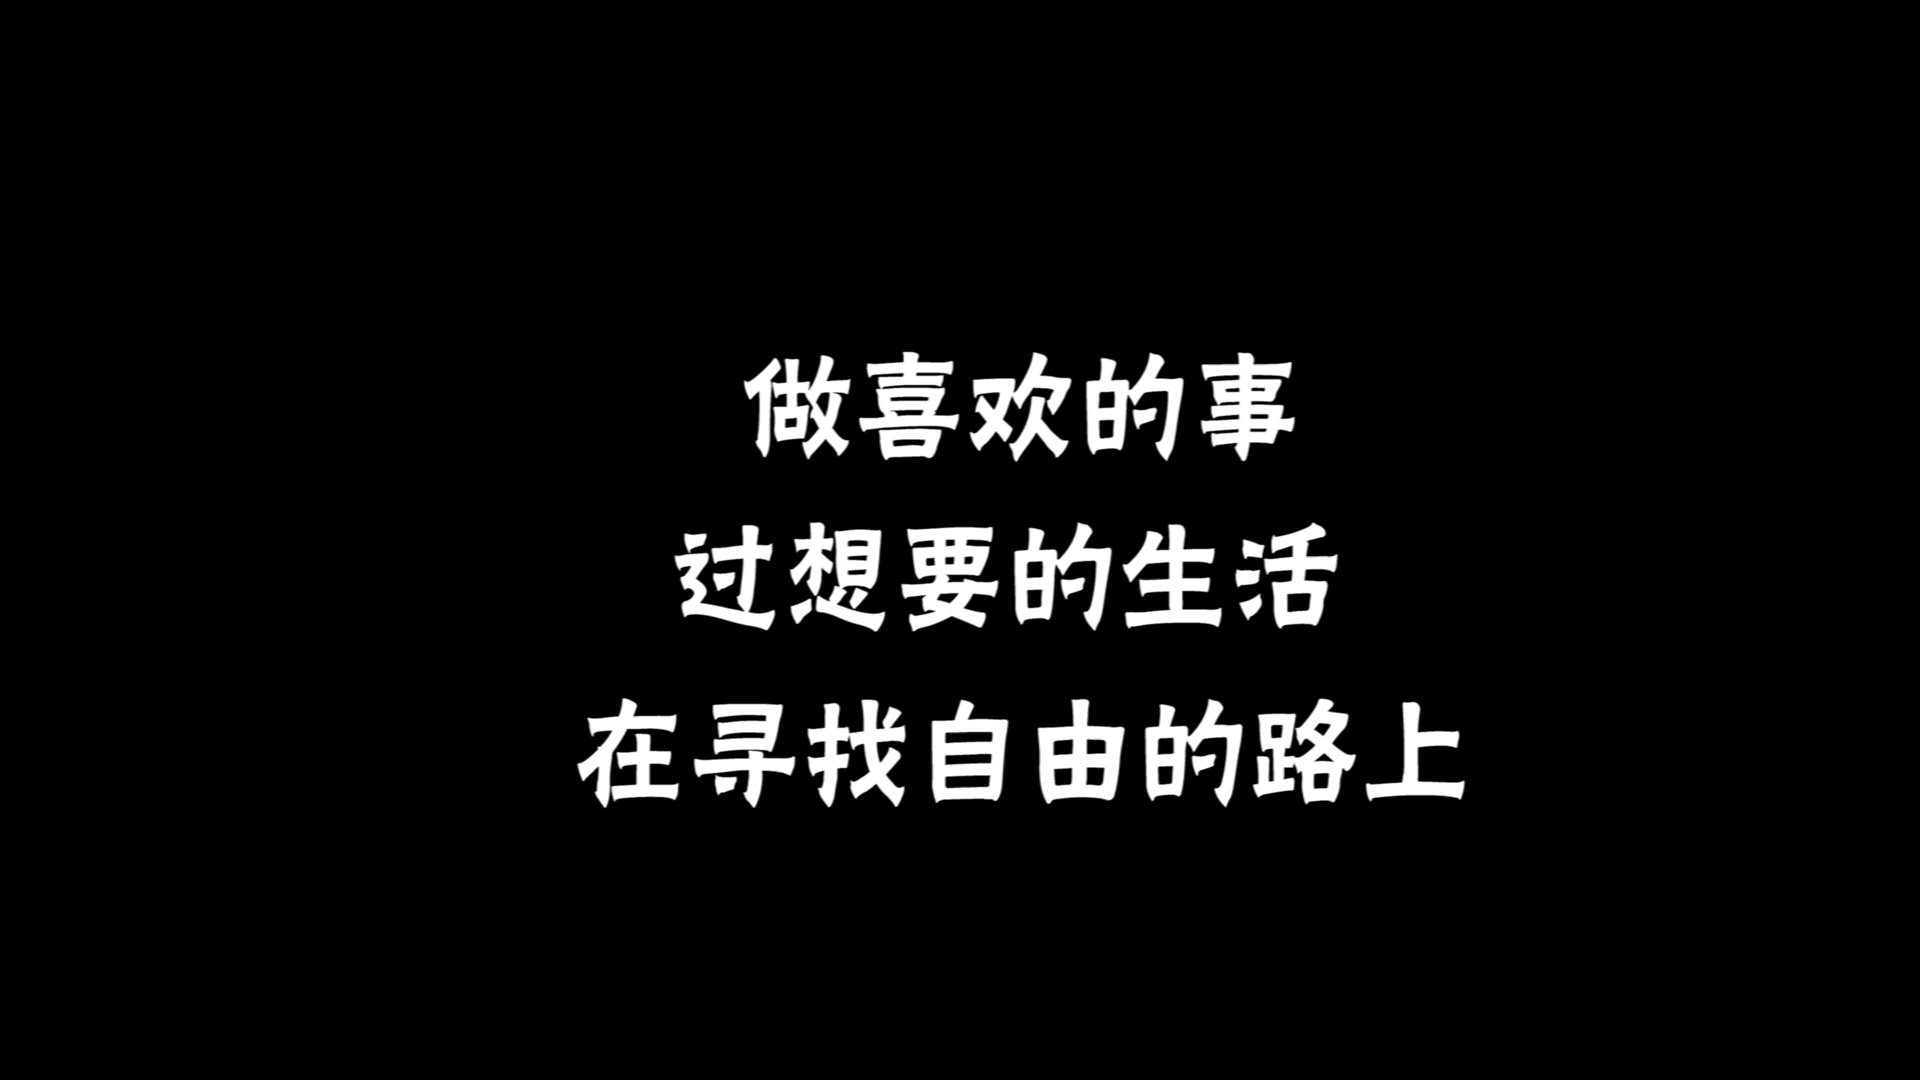 做喜欢的事
过想要的生活
在寻找自由的路上